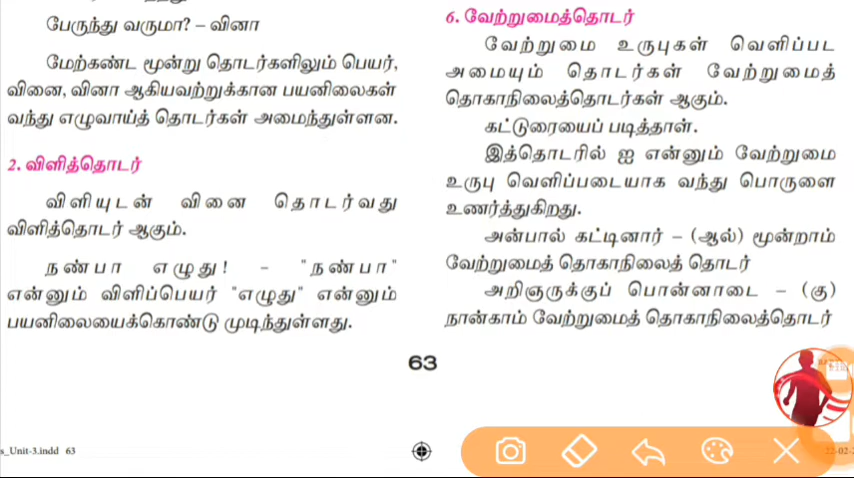 பேருந்து வருமா? – வினா
மேற்கண்ட மூன்று தொடர்களிலும் பெயர்,
வினை, வினா ஆகியவற்றுக்கான பயனிலைகள்
வந்து எழுவாய்த் தொடர்கள் அமைந்துள்ளன.
2. விளித்தொடர்
விளியுடன் வினை தொடர்வது
விளித்தொடர் ஆகும்.
நண்பா எழுது! – "நண்பா"
என்னும் விளிப்பெயர் "எழுது" என்னும்
பயனிலையைக்கொண்டு முடிந்துள்ளது.
6. வேற்றுமைத்தொடர்
வேற்றுமை உருபுகள் வெளிப்பட
அமையும் தொடர்கள் வேற்றுமைத்
தொகாநிலைத்தொடர்கள் ஆகும்.
கட்டுரையைப் படித்தாள்.
இத்தொடரில் ஐ என்னும் வேற்றுமை
உருபு வெளிப்படையாக வந்து பொருளை
உணர்த்துகிறது.
அன்பால் கட்டினார் – (ஆல்) மூன்றாம்
வேற்றுமைத் தொகாநிலைத் தொடர்
அறிஞருக்குப் பொன்னாடை – (கு)
நான்காம் வேற்றுமைத் தொகாநிலைத்தொடர்
63
s_Unit-3.indd 63
22-02-